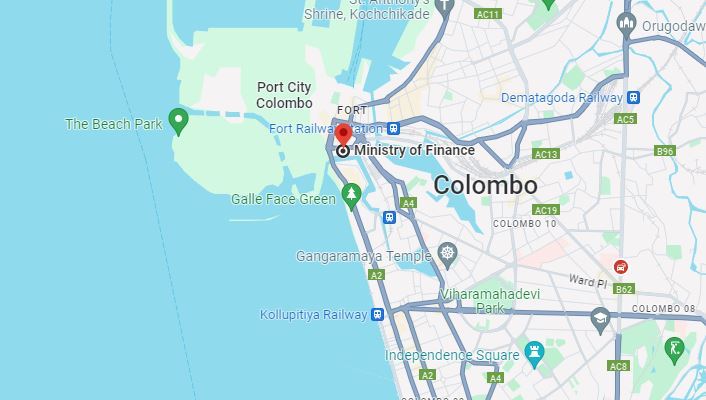 St. Anthony's
Shrine, Kochchikade
AC11
Orugodaw
Port City
Colombo
FORT
Dematagoda Railway
The Beach Park
AC5
Fort Railway Station
Ministry of Finance
AC13
B96
Colombo
Galle Face Green
A4
AC19
COLOMBO 10
Gangaramaya Temple
A2
Ward Pl
B62
Viharamahadevi
Park
COLOMBO 08
Kollupitiya Railway
Independence Square
A2
A4
AC8